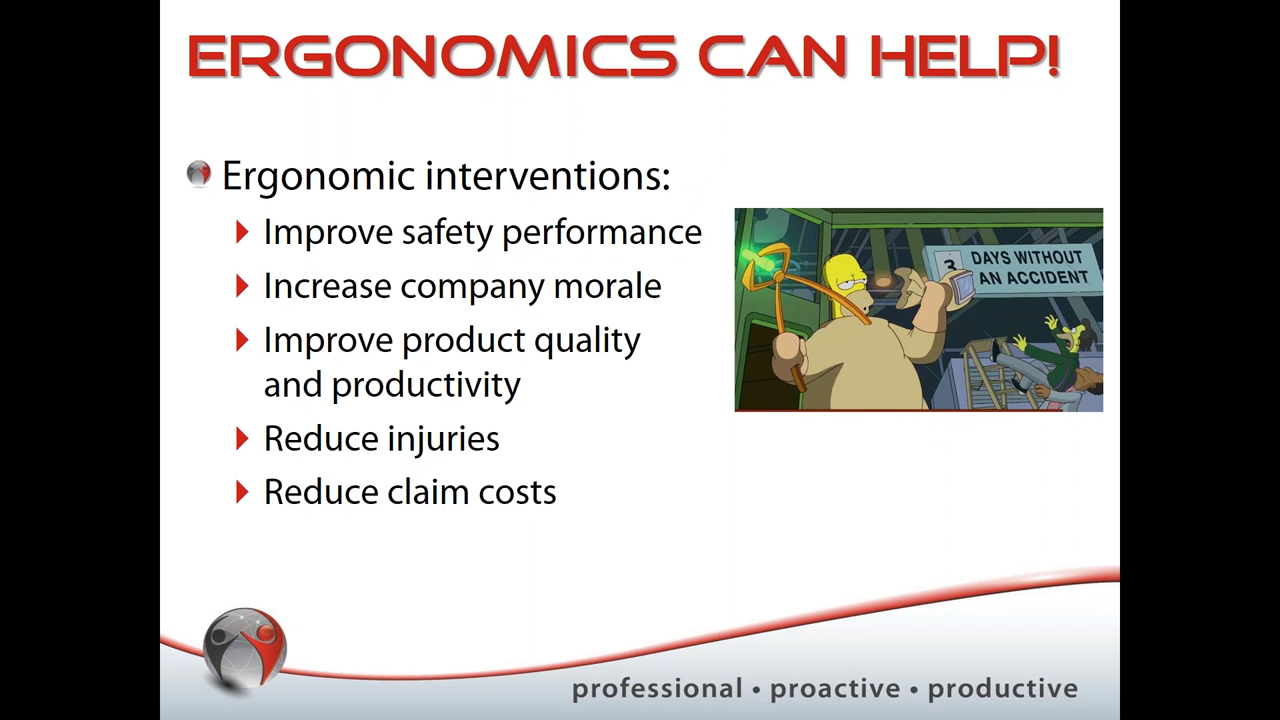 ERGONOMICS CAN HELP!
Ergonomic interventions:
Improve safety performance
Increase company morale
Improve product quality
and productivity
Reduce injuries
Reduce claim costs
3 DAYS WITHOUT
AN ACCIDENT
professional • proactive • productive